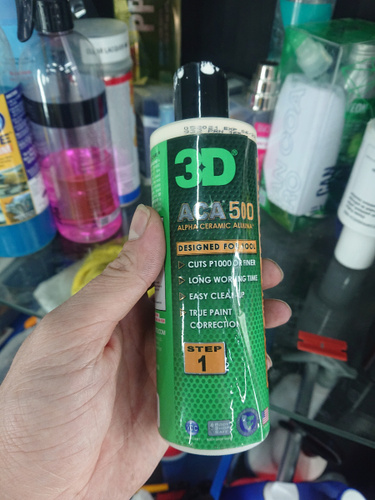 3D
ACA 500
ALPHA CERAMIC ALUMINA
DESIGNED FOR TOOL
CUTS P1000 OR FINER
LONG WORKING TIME
EASY CLEAN UP
TRUE PAINT
CORRECTION
STEP
1